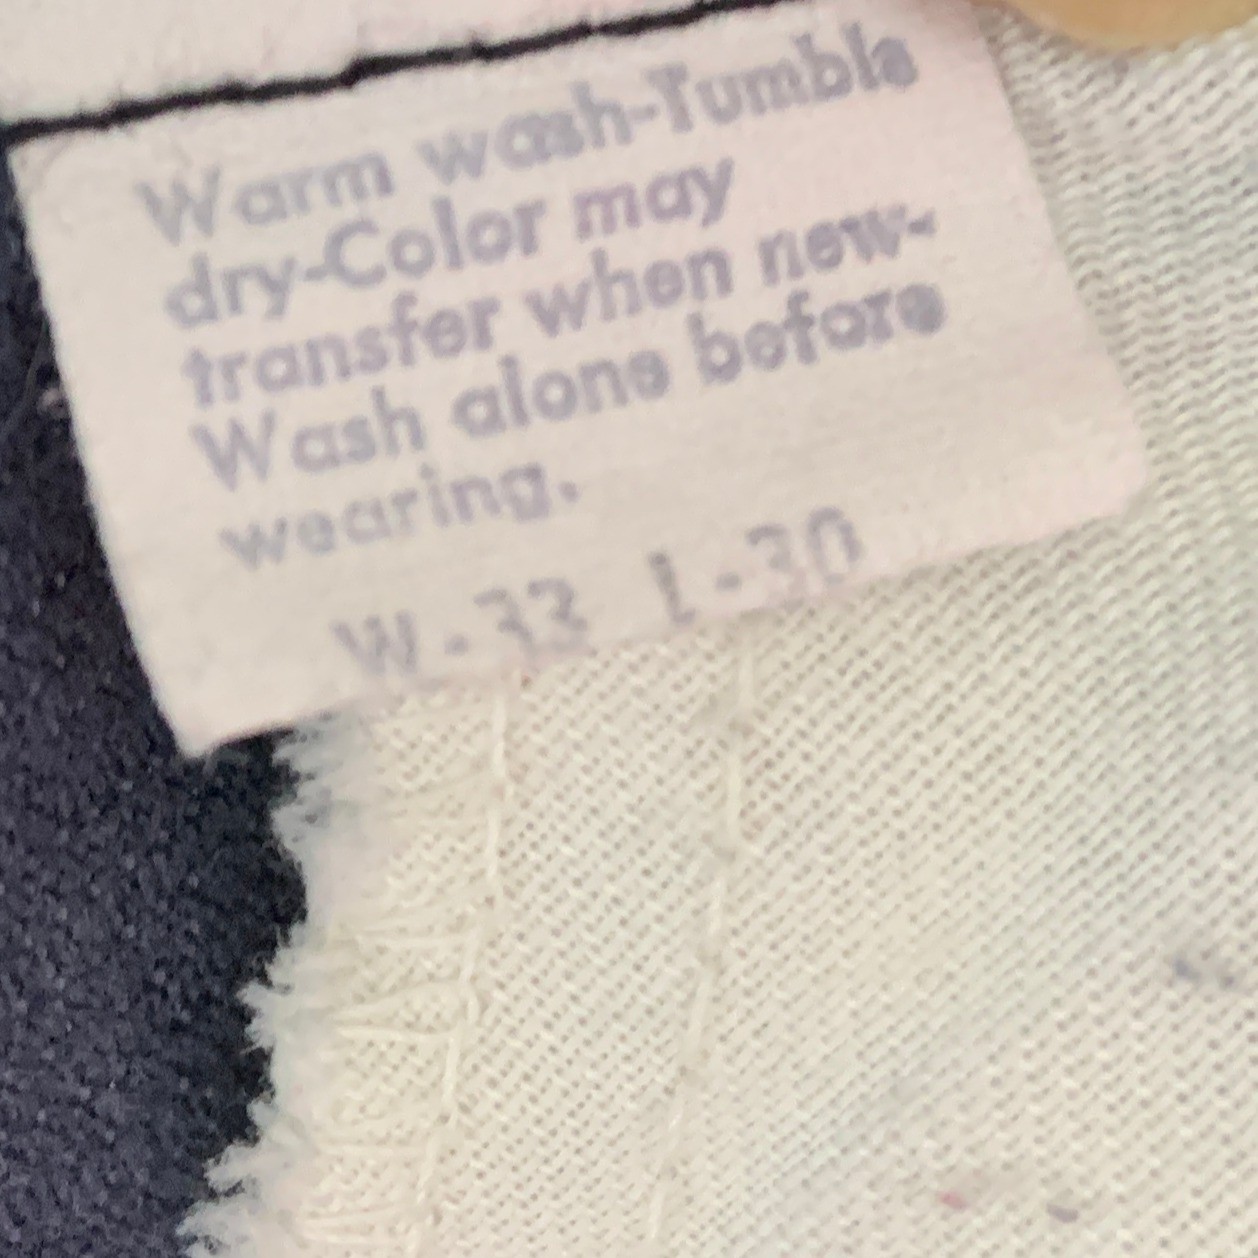 Warm wash-Tumble
dry-Color may
transfer when new-
Wash alone before
wearing.
W-33 L-30